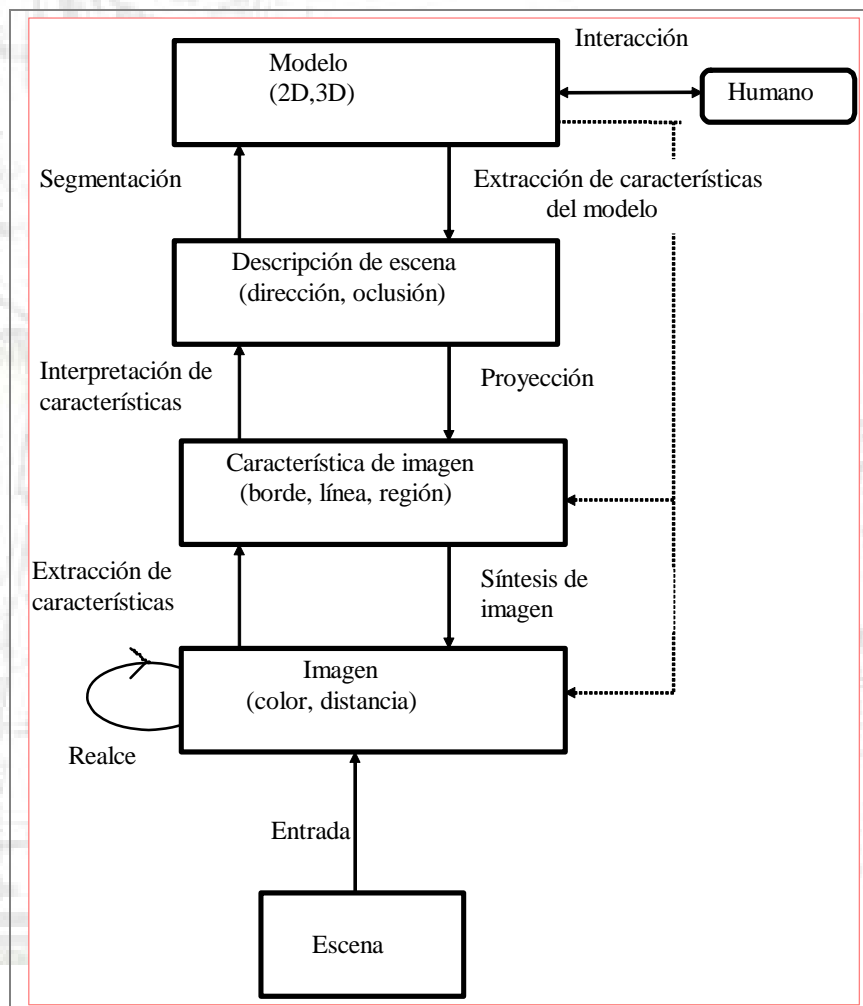 Interacción
Modelo
(2D,3D)
Humano
Segmentación
Extracción de características
del modelo
Descripción de escena
(dirección, oclusión)
Interpretación de
características
Proyección
Característica de imagen
(borde, línea, región)
Extracción de
características
Síntesis de
imagen
Imagen
(color, distancia)
Realce
Entrada
Escena